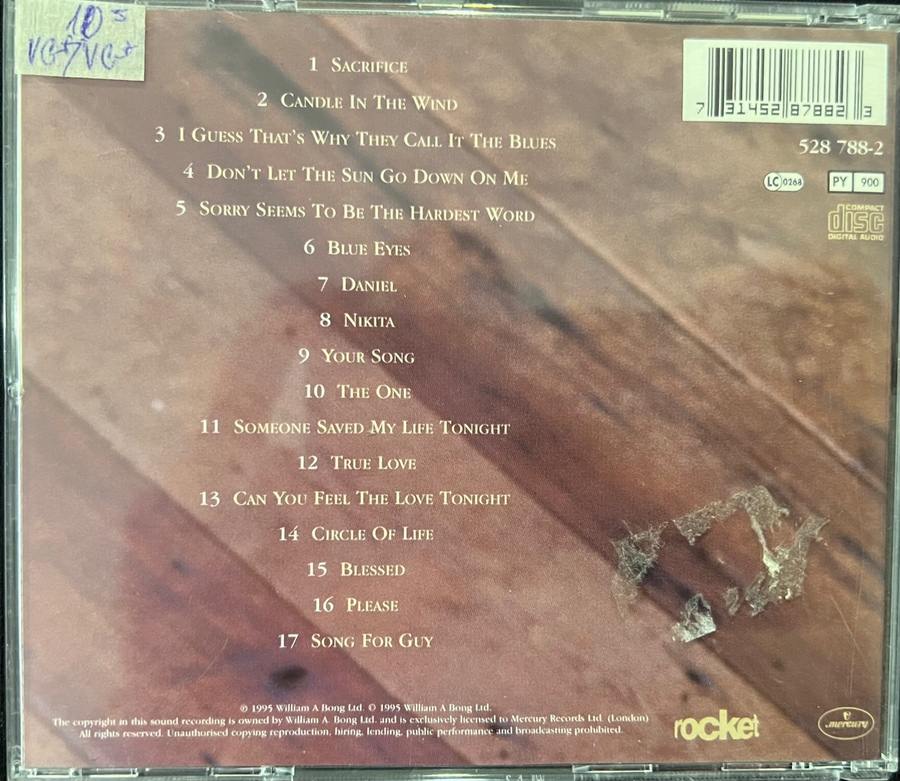 10 s
VG+/VG+
1 Sacrifice
2 Candle In The Wind
3 I Guess That's Why They Call It The Blues
4 Don't Let The Sun Go Down On Me
5 Sorry Seems To Be The Hardest Word
6 Blue Eyes
7 Daniel
8 Nikita
9 Your Song
10 The One
11 Someone Saved My Life Tonight
12 True Love
13 Can You Feel The Love Tonight
14 Circle Of Life
15 Blessed
16 Please
17 Song For Guy
7 31452 87882 3
528 788-2
LC 0268
PY 900
COMPACT
disc
DIGITAL AUDIO
℗ 1995 William A Bong Ltd. © 1995 William A Bong Ltd.
The copyright in this sound recording is owned by William A. Bong Ltd. and is exclusively licensed to Mercury Records Ltd. (London)
All rights reserved. Unauthorised copying reproduction, hiring, lending, public performance and broadcasting prohibited.
rocket
mercury